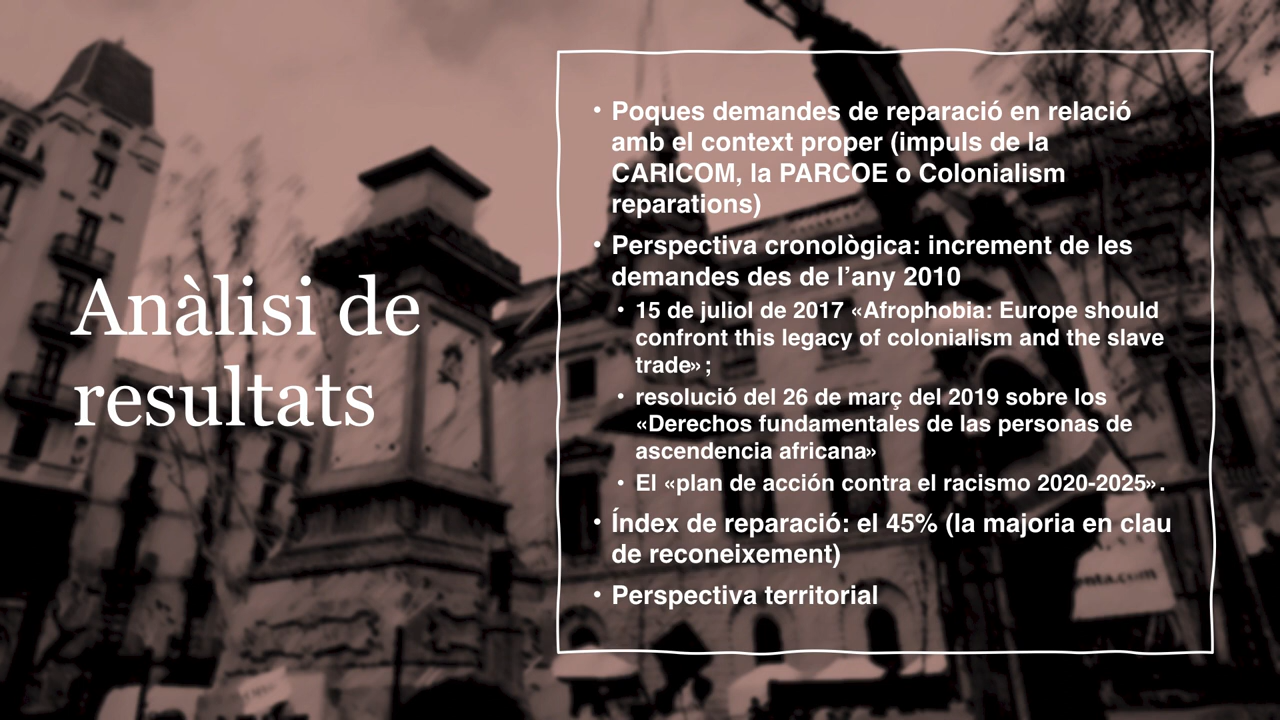 Anàlisi de
resultats
• Poques demandes de reparació en relació
amb el context proper (impuls de la
CARICOM, la PARCOE o Colonialism
reparations)
• Perspectiva cronològica: increment de les
demandes des de l’any 2010
• 15 de juliol de 2017 «Afrophobia: Europe should
confront this legacy of colonialism and the slave
trade» ;
• resolució del 26 de març del 2019 sobre los
«Derechos fundamentales de las personas de
ascendencia africana»
• El «plan de acción contra el racismo 2020-2025».
• Índex de reparació: el 45% (la majoria en clau
de reconeixement)
• Perspectiva territorial